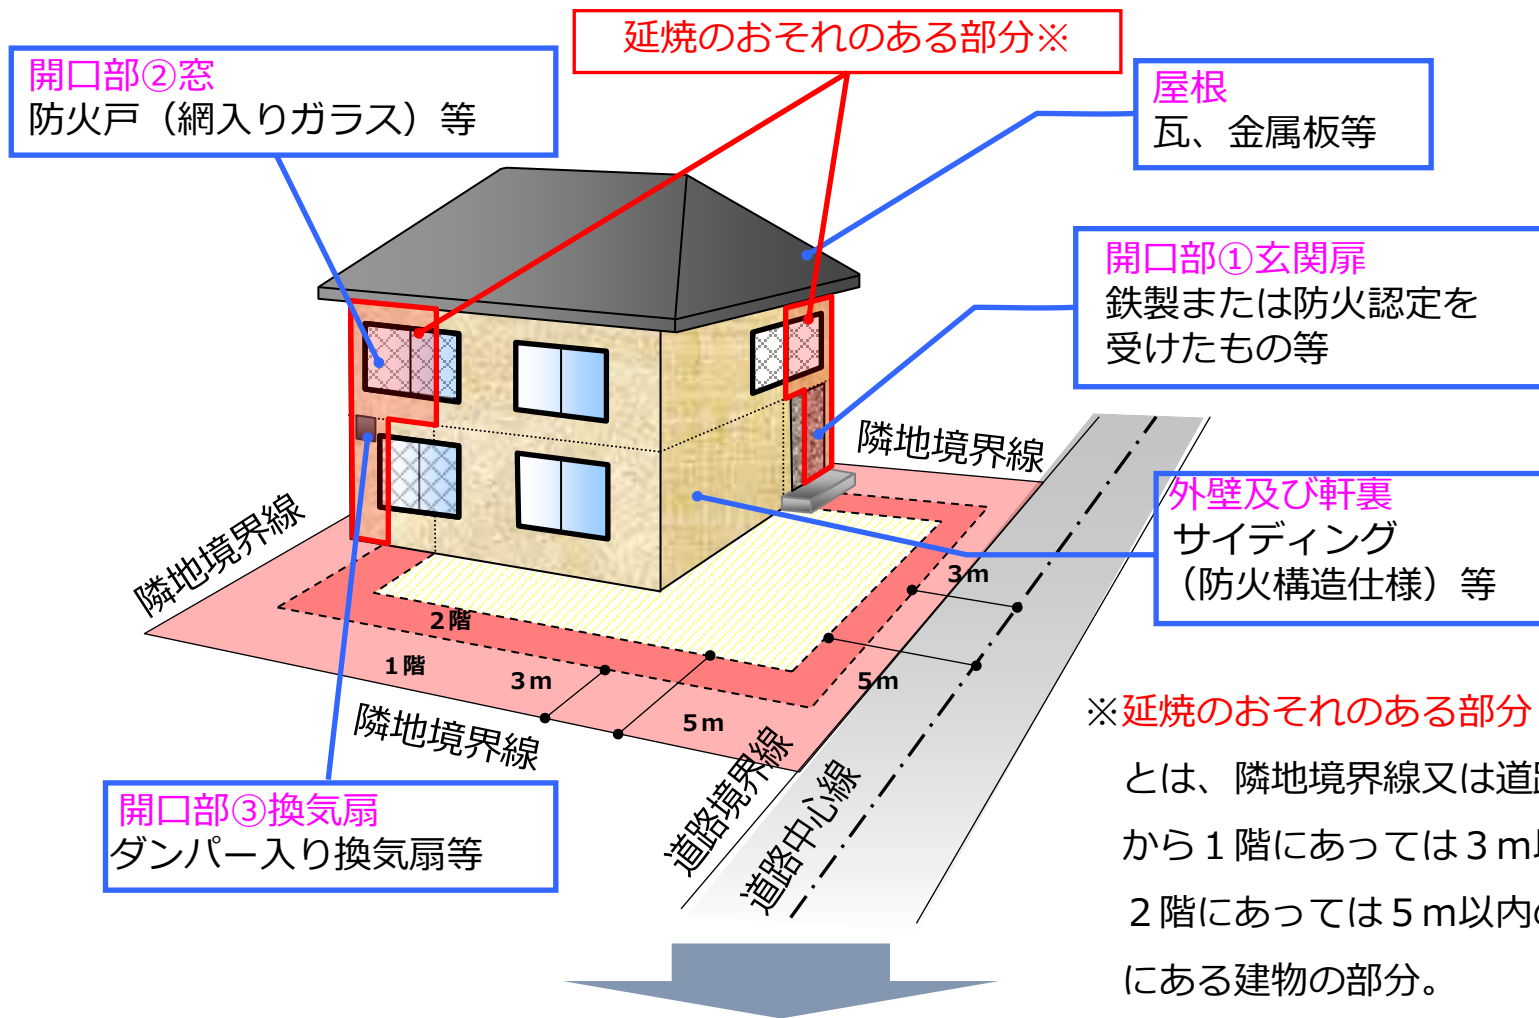 延焼のおそれのある部分※
開口部②窓
防火戸（網入りガラス）等
屋根
瓦、金属板等
開口部①玄関扉
鉄製または防火認定を
受けたもの等
隣地境界線
外壁及び軒裏
サイディング
（防火構造仕様）等
隣地境界線
3m
2階
1階
3m
5m
5m
隣地境界線
道路境界線
道路中心線
開口部③換気扇
ダンパー入り換気扇等
※延焼のおそれのある部分
とは、隣地境界線又は道
から１階にあっては３ｍ
２階にあっては５ｍ以内
にある建物の部分。